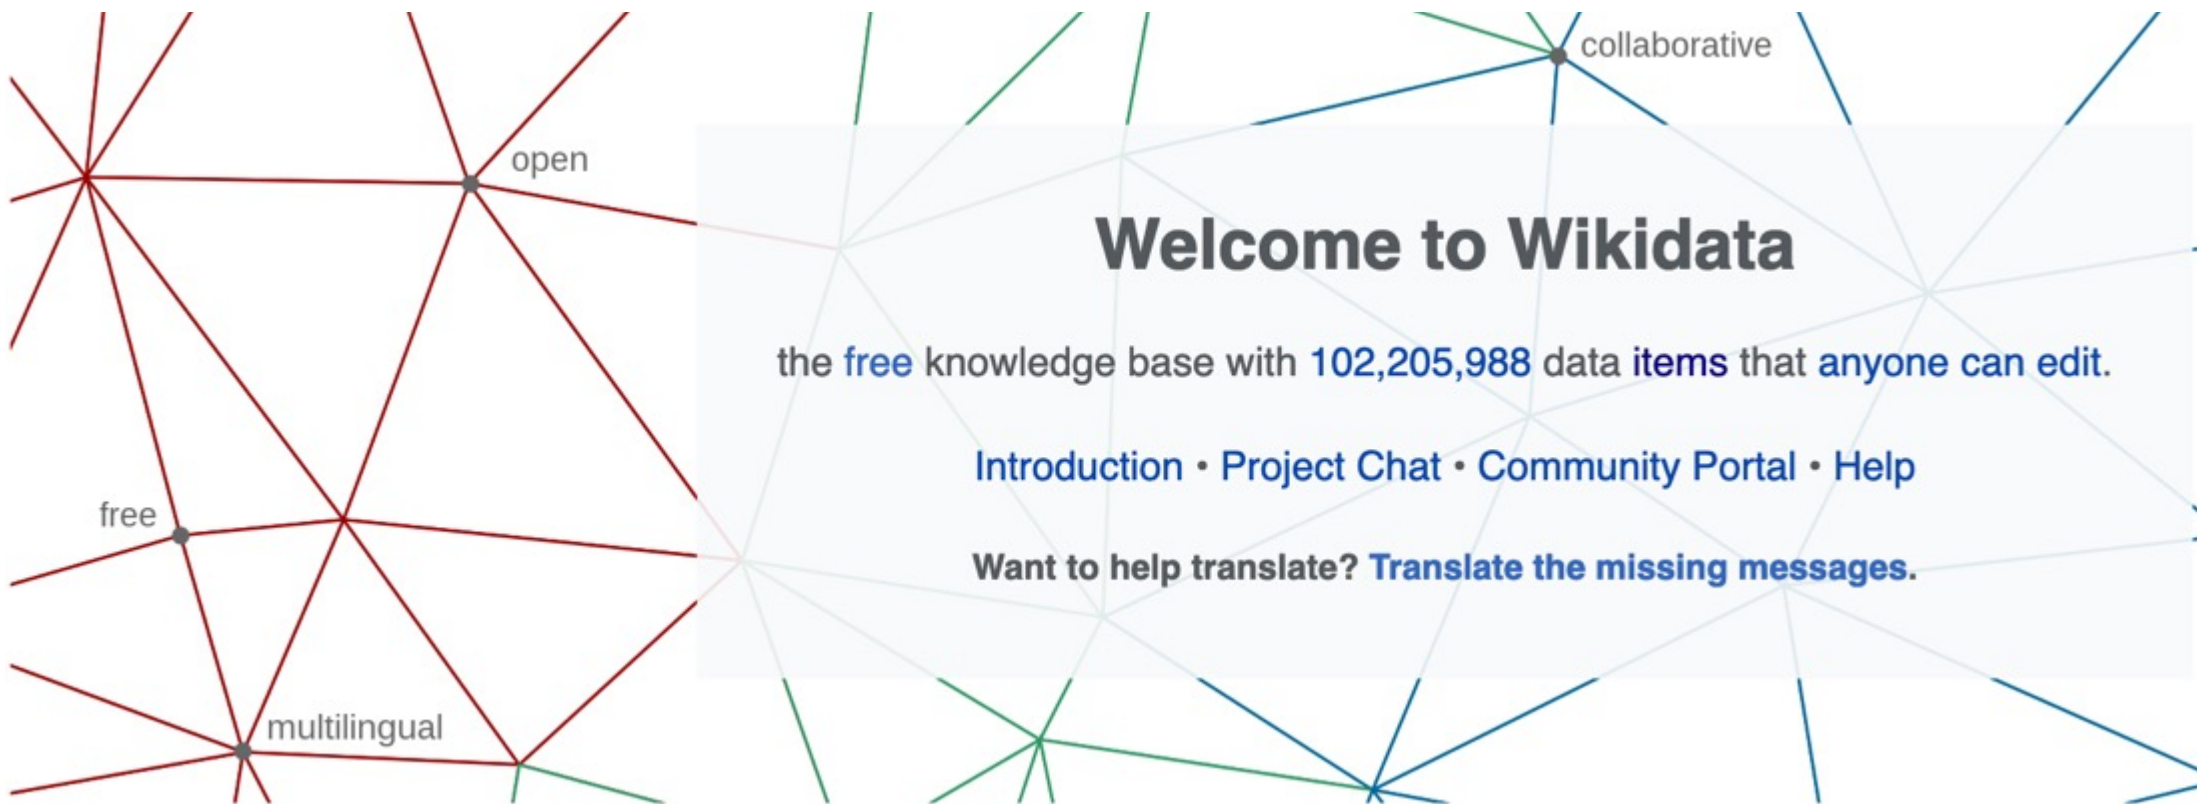 collaborative
open
Welcome to Wikidata
the free knowledge base with 102,205,988 data items that anyone can edit.
Introduction • Project Chat • Community Portal • Help
free
Want to help translate? Translate the missing messages.
multilingual